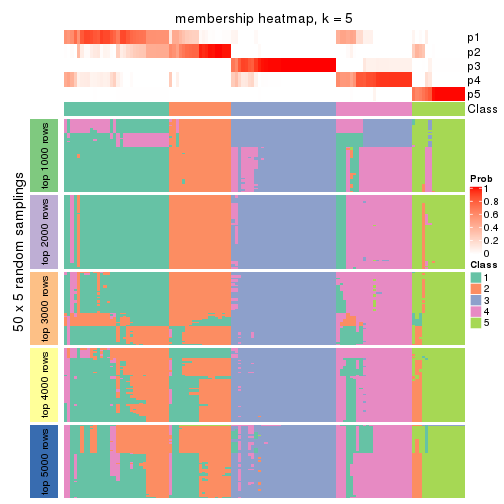 membership heatmap, k = 5
p1
p2
p3
p4
p5
Class
50 x 5 random samplings
top 1000 rows
top 2000 rows
top 3000 rows
top 4000 rows
top 5000 rows
Prob
1
0.8
0.6
0.4
0.2
0
Class
1
2
3
4
5